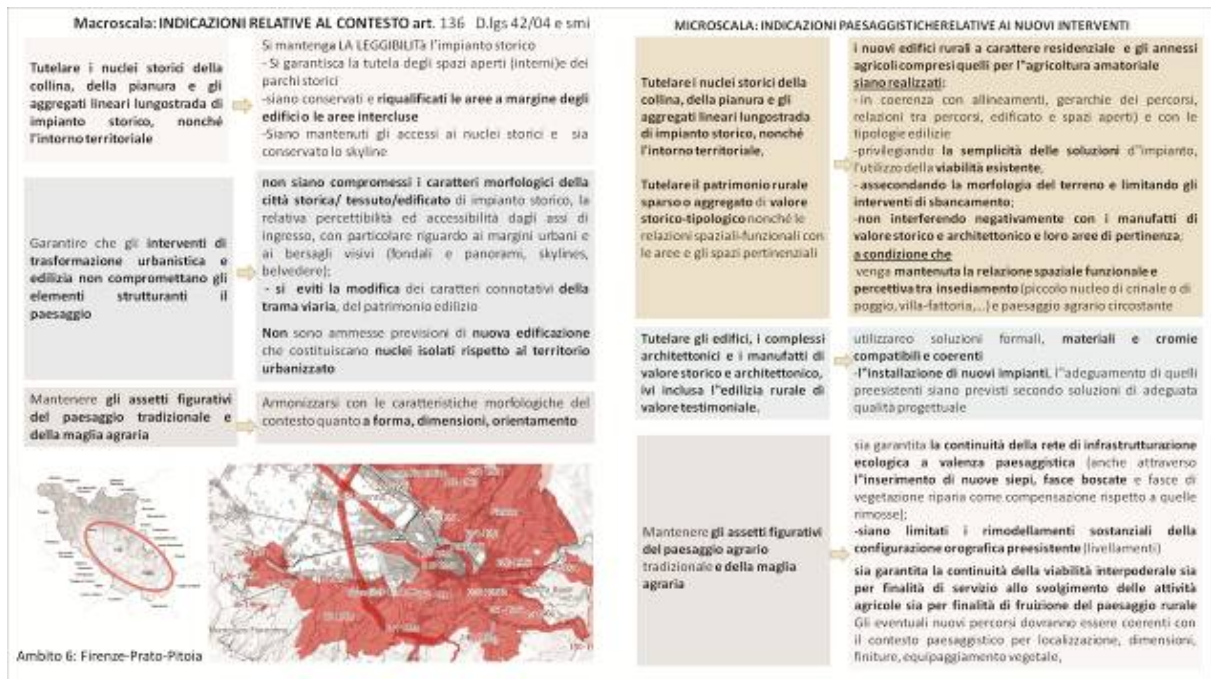 Macroscala: INDICAZIONI RELATIVE AL CONTESTO art. 136 D.lgs 42/04 e smi
Tutelare i nuclei storici della
collina, della pianura e gli
aggregati lineari lungostrada di
impianto storico, nonché
l'intorno territoriale
Si mantenga LA LEGGIBILITà l'impianto storico
- Si garantisca la tutela degli spazi aperti (interni)e dei
parchi storici
-siano conservati e riqualificati le aree a margine degli
edifici o le aree intercluse
-Siano mantenuti gli accessi ai nuclei storici e sia
conservato lo skyline
Garantire che gli interventi di
trasformazione urbanistica e
edilizia non compromettano gli
elementi strutturanti il
paesaggio
non siano compromessi i caratteri morfologici della
città storica/ tessuto/edificato di impianto storico, la
relativa percettibilità ed accessibilità dagli assi di
ingresso, con particolare riguardo ai margini urbani e
ai bersagli visivi (fondali e panorami, skylines,
belvedere);
- si eviti la modifica dei caratteri connotativi della
trama viaria, del patrimonio edilizio
Non sono ammesse previsioni di nuova edificazione
che costituiscano nuclei isolati rispetto al territorio
urbanizzato
Mantenere gli assetti figurativi
del paesaggio tradizionale e
della maglia agraria
Armonizzarsi con le caratteristiche morfologiche del
contesto quanto a forma, dimensioni, orientamento
Ambito 6: Firenze-Prato-Pitoia
MICROSCALA: INDICAZIONI PAESAGGISTICHERELATIVE AI NUOVI INTERVENTI
Tutelare i nuclei storici della
collina, della pianura e gli
aggregati lineari lungostrada
di impianto storico, nonché
l'intorno territoriale,
Tutelare il patrimonio rurale
sparso o aggregato di valore
storico-tipologico nonché le
relazioni spaziali-funzionali con
le aree e gli spazi pertinenziali
i nuovi edifici rurali a carattere residenziale e gli annessi
agricoli compresi quelli per l"agricoltura amatoriale
siano realizzati:
- in coerenza con allineamenti, gerarchie dei percorsi,
relazioni tra percorsi, edificato e spazi aperti) e con le
tipologie edilizie
-privilegiando la semplicità delle soluzioni d"impianto,
l'utilizzo della viabilità esistente,
- assecondando la morfologia del terreno e limitando gli
interventi di sbancamento;
-non interferendo negativamente con i manufatti di
valore storico e architettonico e loro aree di pertinenza;
a condizione che
venga mantenuta la relazione spaziale funzionale e
percettiva tra insediamento (piccolo nucleo di crinale o di
poggio, villa-fattoria,...) e paesaggio agrario circostante
Tutelare gli edifici, i complessi
architettonici e i manufatti di
valore storico e architettonico,
ivi inclusa l"edilizia rurale di
valore testimoniale.
utilizzareo soluzioni formali, materiali e cromie
compatibili e coerenti
-l"installazione di nuovi impianti, l"adeguamento di quelli
preesistenti siano previsti secondo soluzioni di adeguata
qualità progettuale
Mantenere gli assetti figurativi
del paesaggio agrario
tradizionale e della maglia
agraria
sia garantita la continuità della rete di infrastrutturazione
ecologica a valenza paesaggistica (anche attraverso
l"inserimento di nuove siepi, fasce boscate e fasce di
vegetazione riparia come compensazione rispetto a quelle
rimosse);
-siano limitati i rimodellamenti sostanziali della
configurazione orografica preesistente (livellamenti)
sia garantita la continuità della viabilità interpoderale sia
per finalità di servizio allo svolgimento delle attività
agricole sia per finalità di fruizione del paesaggio rurale
Gli eventuali nuovi percorsi dovranno essere coerenti con
il contesto paesaggistico per localizzazione, dimensioni,
finiture, equipaggiamento vegetale,